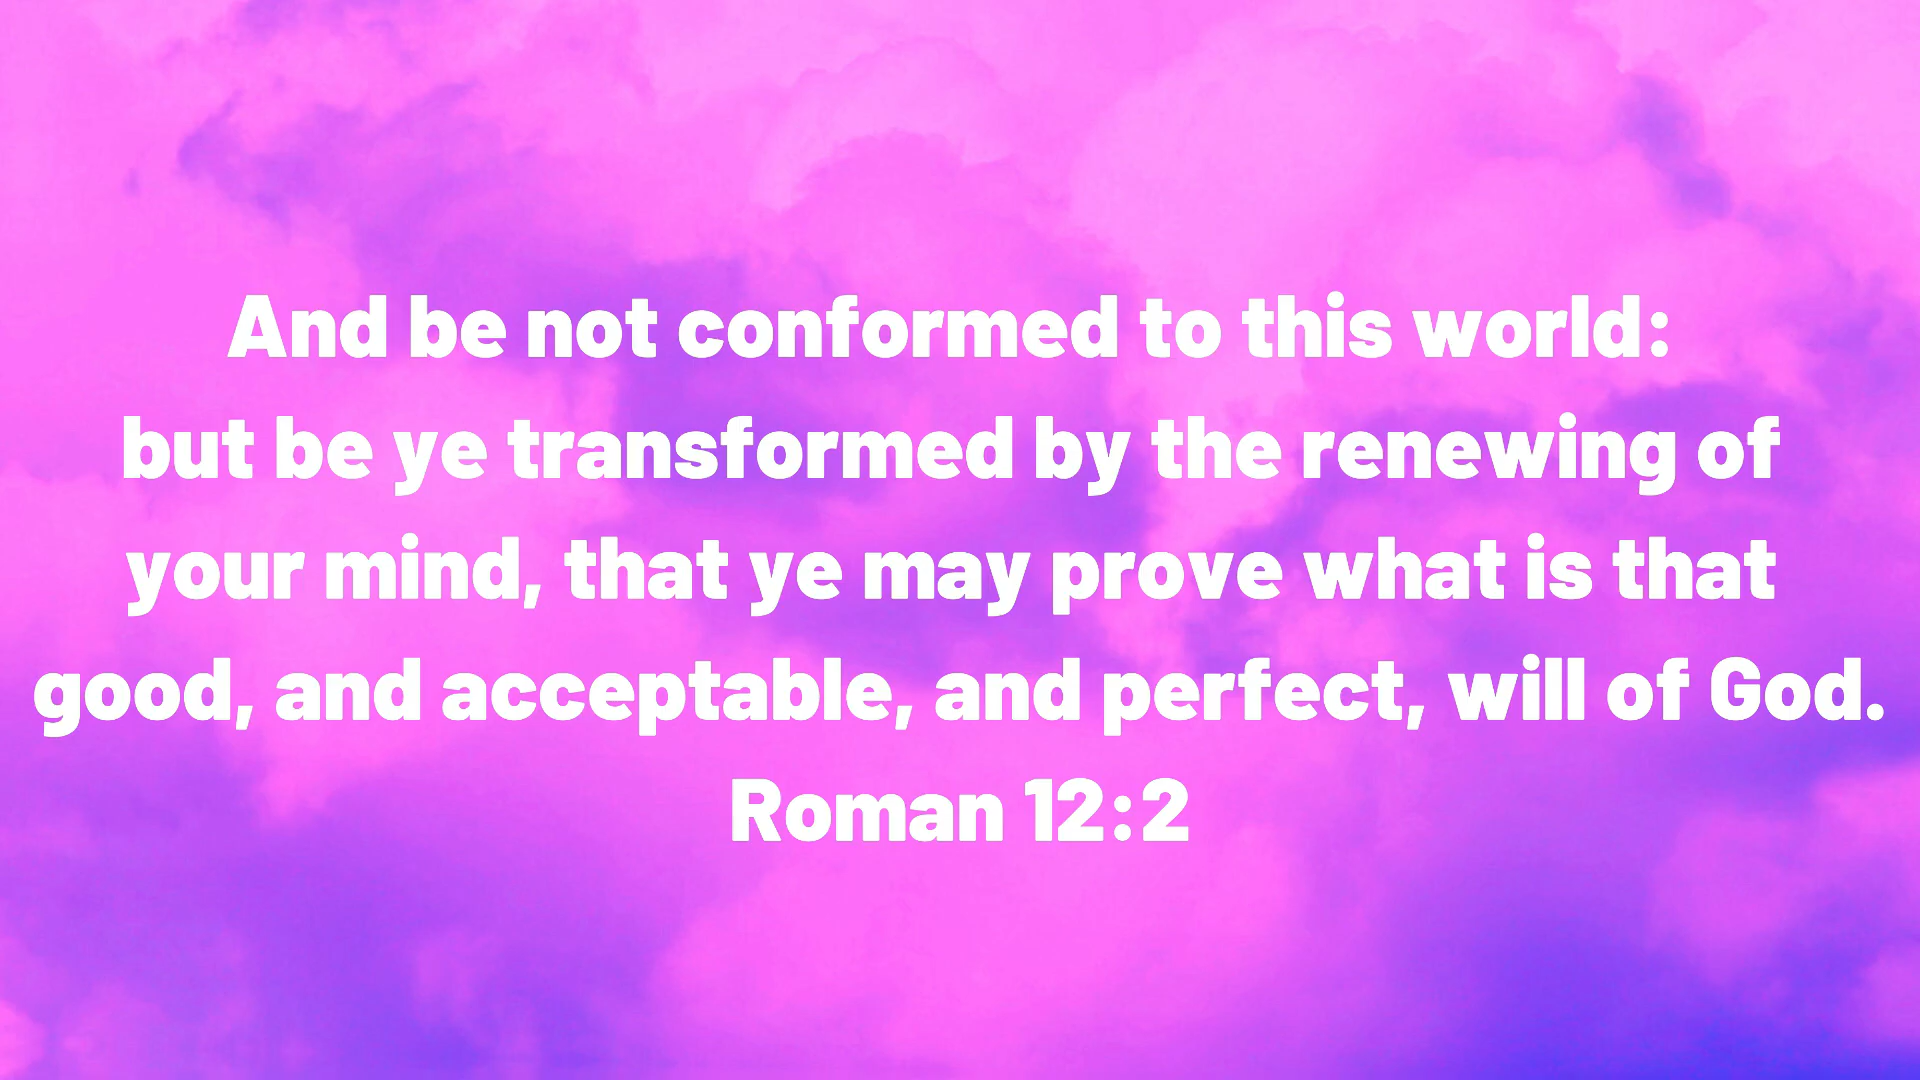 And be not conformed to this world:
but be ye transformed by the renewing of
your mind, that ye may prove what is that
good, and acceptable, and perfect, will of God.
Roman 12:2